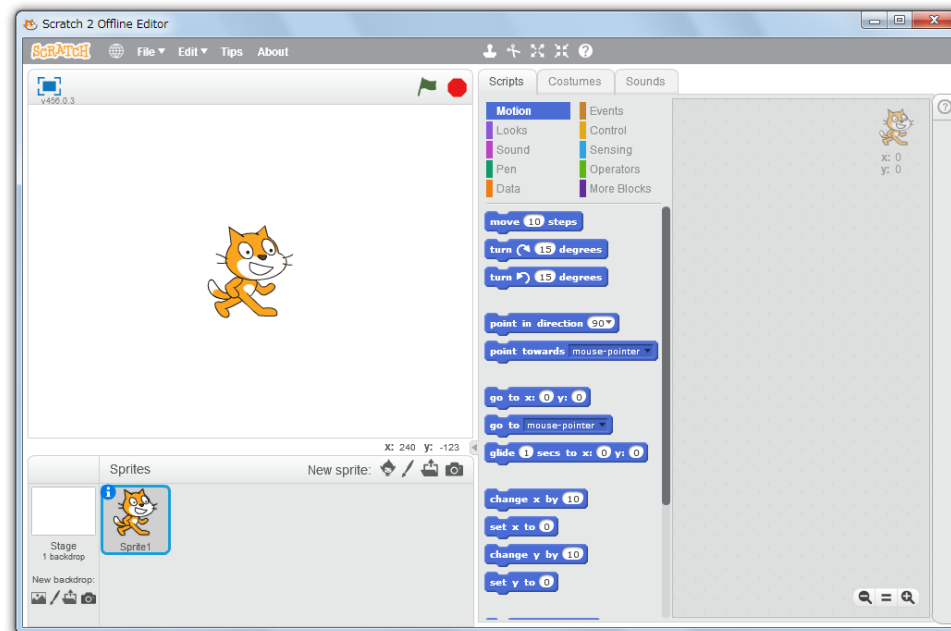 Scratch 2 Offline Editor
SCRATCH File Edit Tips About
v456.0.3
Scripts Costumes Sounds
Motion Events
Looks Control
Sound Sensing
Pen Operators
Data More Blocks
x: 0
y: 0
move 10 steps
turn 15 degrees
turn 15 degrees
point in direction 90
point towards mouse-pointer
go to x: 0 y: 0
go to mouse-pointer
glide 1 secs to x: 0 y: 0
change x by 10
set x to 0
change y by 10
set y to 0
X: 240 y: -123
Sprites New sprite:
Sprite1
Stage
1 backdrop
New backdrop: